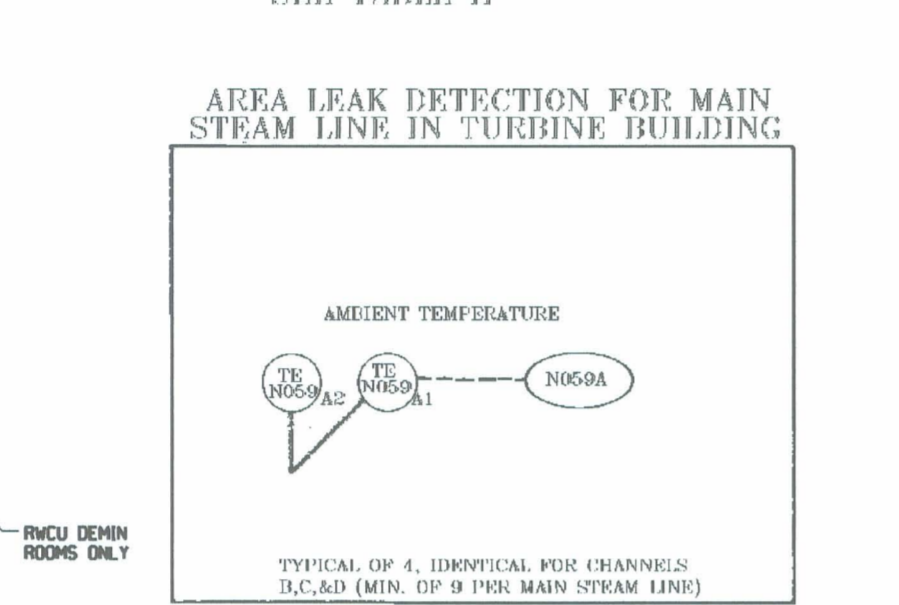 AREA LEAK DETECTION FOR MAIN
STEAM LINE IN TURBINE BUILDING
AMBIENT TEMPERATURE
TE
N059
A2
TE
N059
A1
N059A
RWCU DEMIN
ROOMS ONLY
TYPICAL OF 4, IDENTICAL FOR CHANNELS
B,C,&D (MIN. OF 9 PER MAIN STEAM LINE)